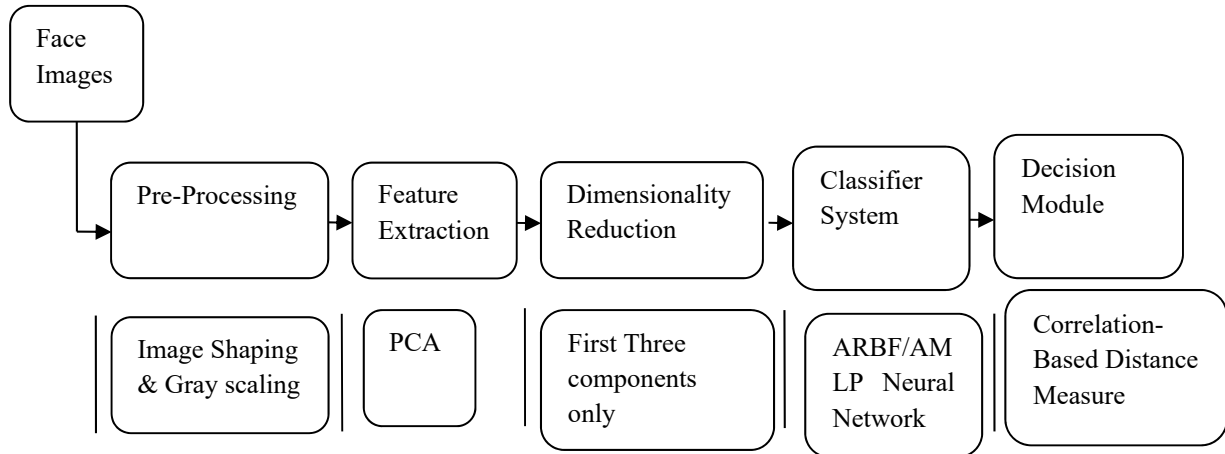 Face
Images
Pre-Processing
Feature
Extraction
Dimensionality
Reduction
Classifier
System
Decision
Module
Image Shaping
& Gray scaling
PCA
First Three
components
only
ARBF/AM
LP Neural
Network
Correlation-
Based Distance
Measure